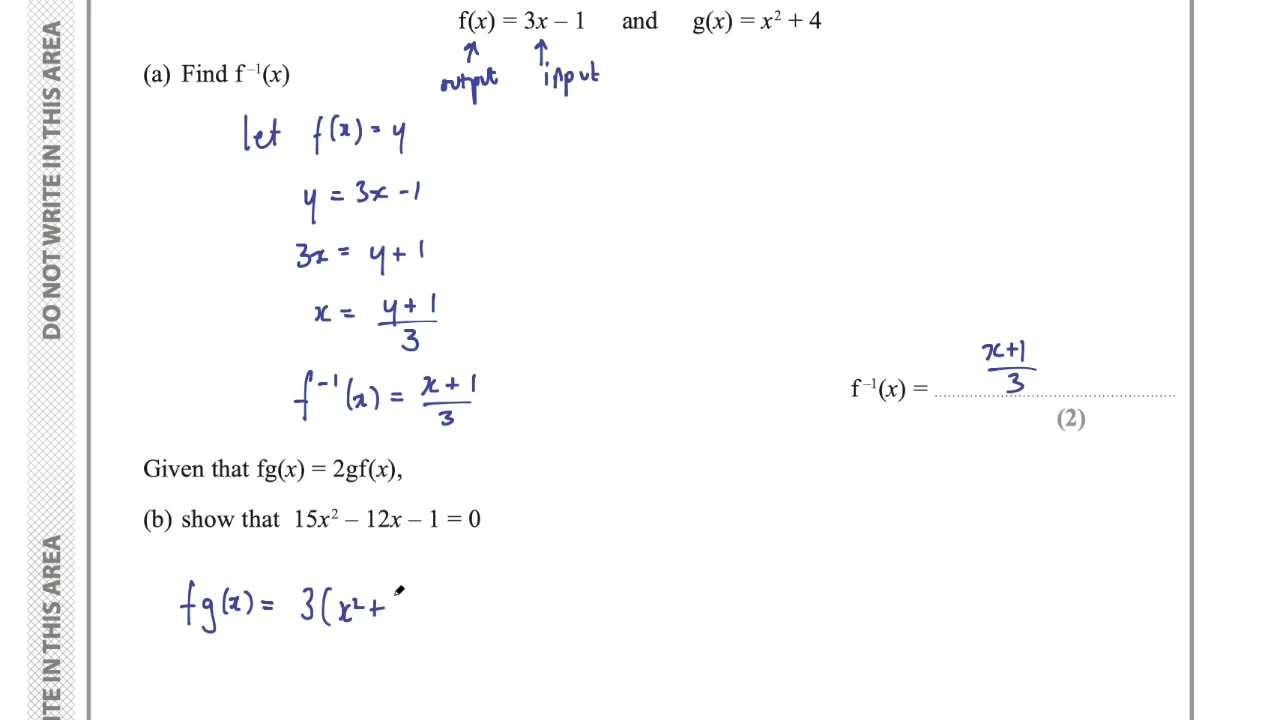 f(x) = 3x – 1 and g(x) = x² + 4
output input
(a) Find f⁻¹(x)
let f(x) = y
y = 3x - 1
3x = y + 1
x = (y + 1)/3
f⁻¹(x) = (x + 1)/3
f⁻¹(x) = (x+1)/3
(2)
Given that fg(x) = 2gf(x),
(b) show that 15x² – 12x – 1 = 0
fg(x) = 3(x² +
DO NOT WRITE IN THIS AREA
ITE IN THIS AREA